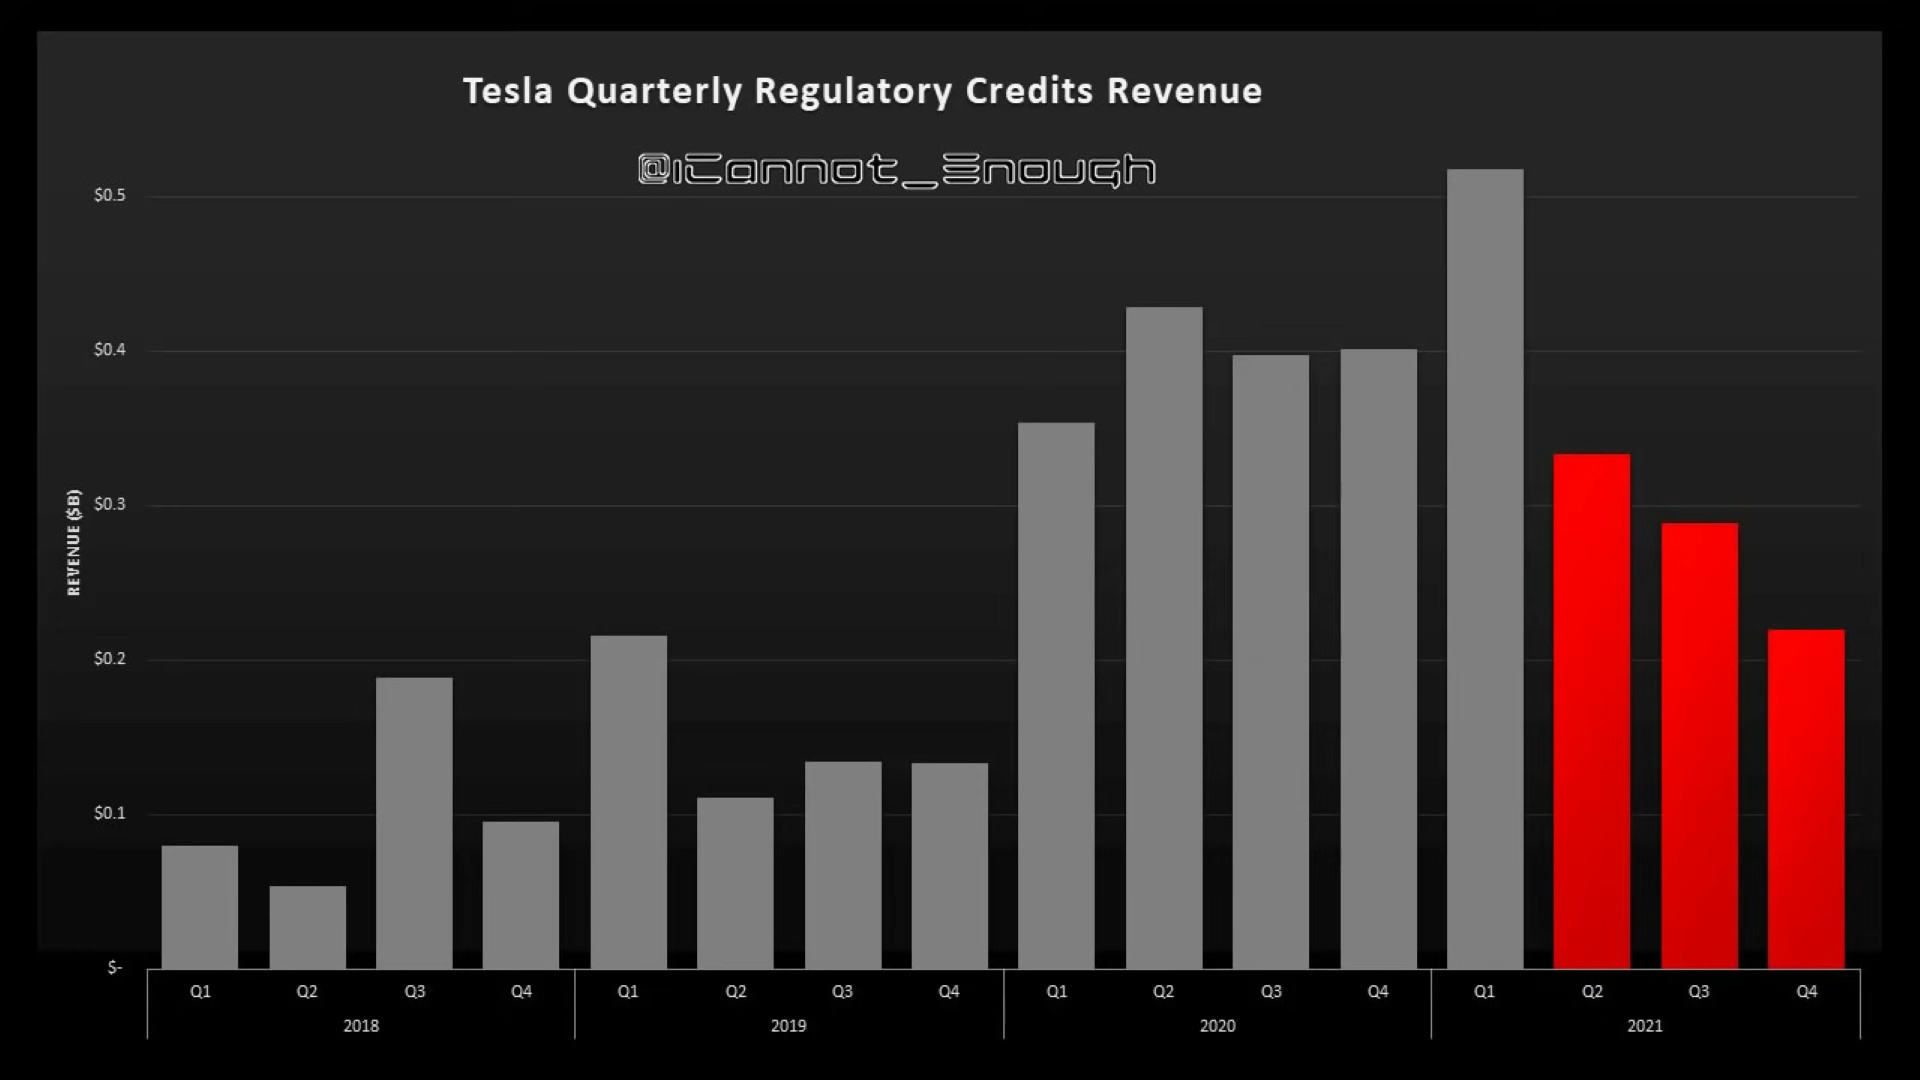 Tesla Quarterly Regulatory Credits Revenue
@iCannot_Enough
REVENUE ($B)
$0.5
$0.4
$0.3
$0.2
$0.1
$-
Q1 Q2 Q3 Q4 Q1 Q2 Q3 Q4 Q1 Q2 Q3 Q4 Q1 Q2 Q3 Q4
2018 2019 2020 2021